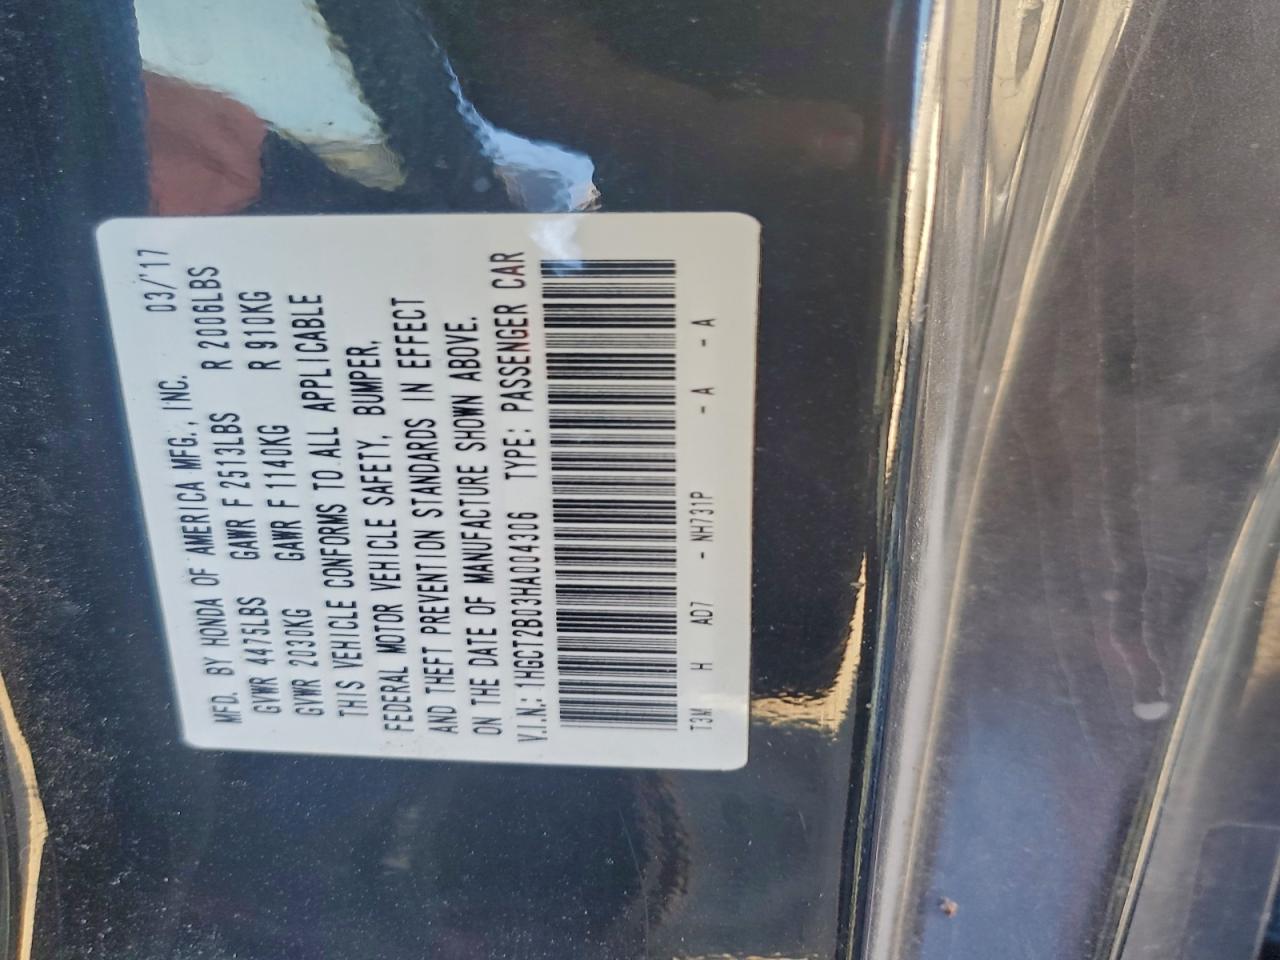 MFD. BY HONDA OF AMERICA MFG., INC. 03/'17
GVWR 4475LBS GAWR F 2513LBS R 2006LBS
GVWR 2030KG GAWR F 1140KG R 910KG
THIS VEHICLE CONFORMS TO ALL APPLICABLE
FEDERAL MOTOR VEHICLE SAFETY, BUMPER,
AND THEFT PREVENTION STANDARDS IN EFFECT
ON THE DATE OF MANUFACTURE SHOWN ABOVE.
V.I.N.: 1HGCT2B03HA004306 TYPE: PASSENGER CAR
T3M H AD7 - NH731P - A - A